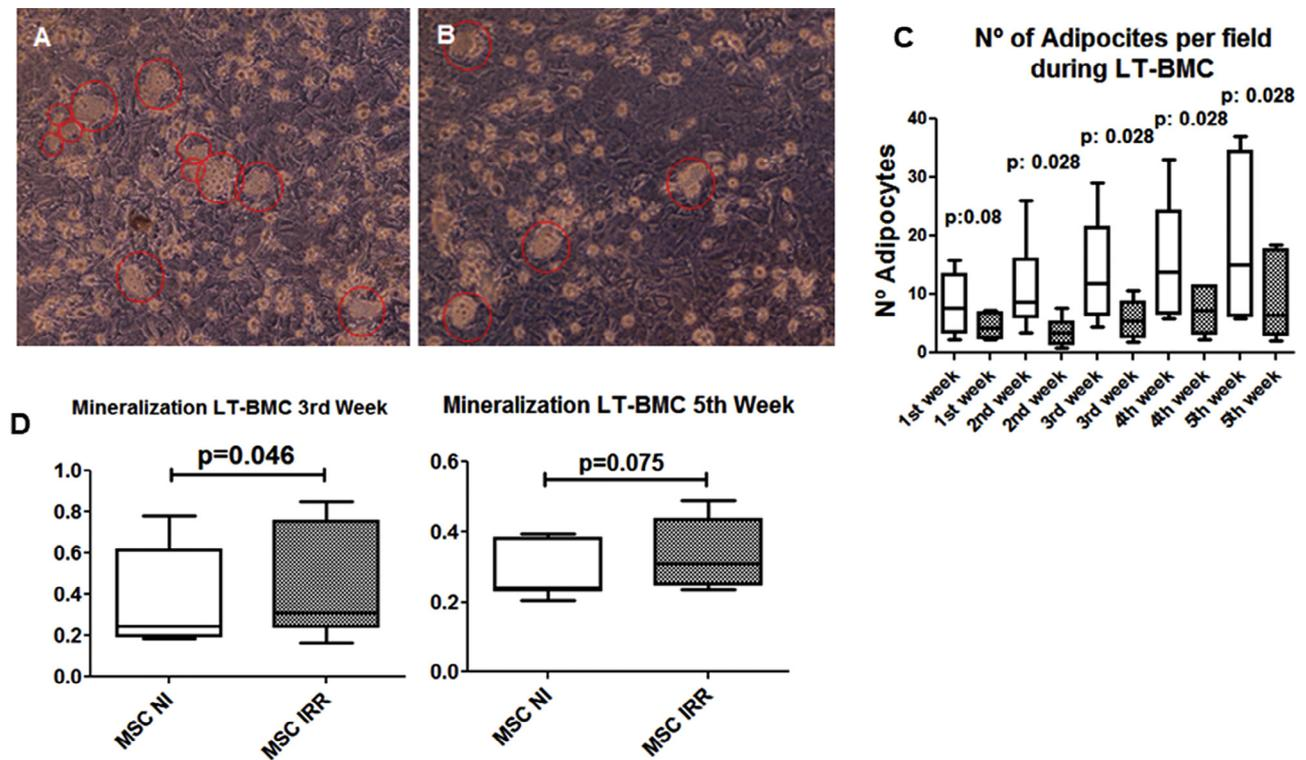 A
B
C
Nº of Adipocites per field
during LT-BMC
p: 0.028
p: 0.028
p: 0.028
p: 0.028
p:0.08
Nº Adipocytes
40
30
20
10
0
1st week
1st week
2nd week
2nd week
3rd week
3rd week
4th week
4th week
5th week
5th week
D
Mineralization LT-BMC 3rd Week
p=0.046
1.0
0.8
0.6
0.4
0.2
0.0
MSC NI
MSC IRR
Mineralization LT-BMC 5th Week
p=0.075
0.6
0.4
0.2
0.0
MSC NI
MSC IRR